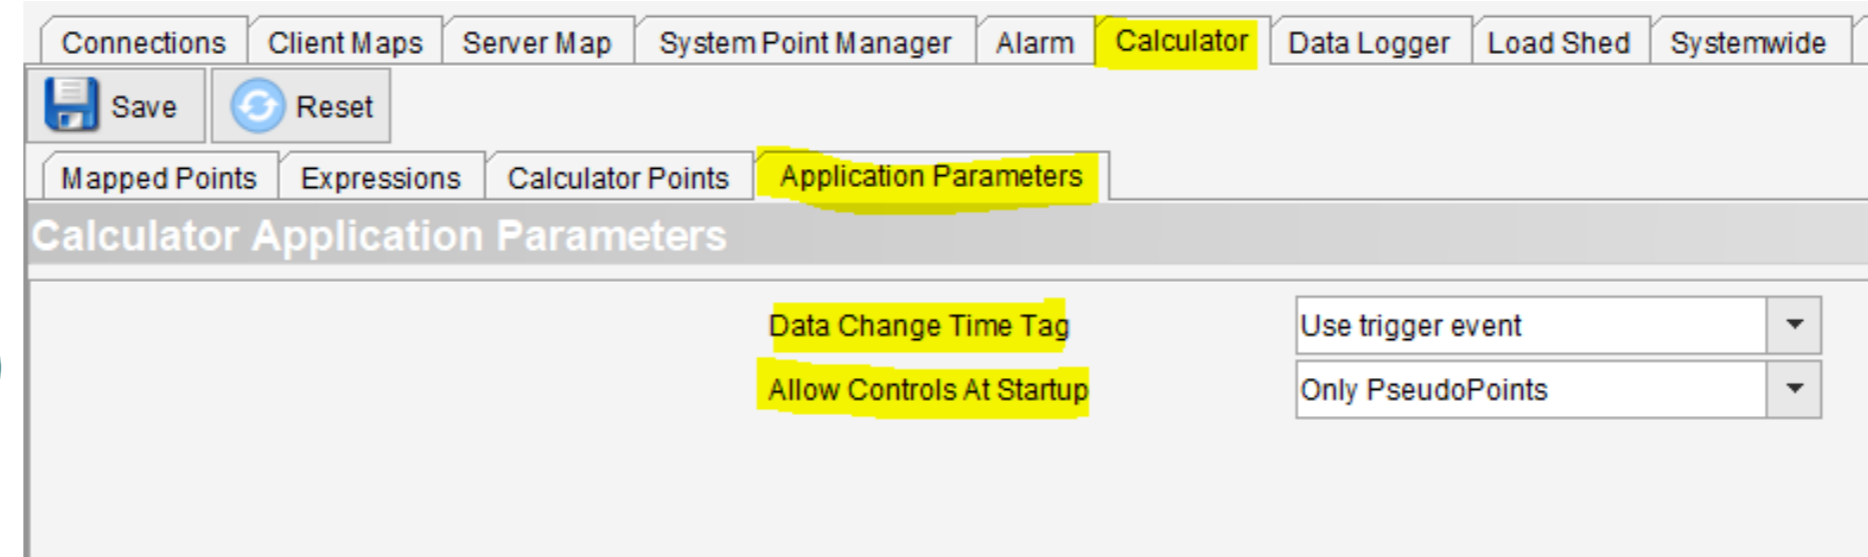 Connections Client Maps Server Map System Point Manager Alarm Calculator Data Logger Load Shed Systemwide
Save Reset
Mapped Points Expressions Calculator Points Application Parameters
Calculator Application Parameters
Data Change Time Tag Use trigger event
Allow Controls At Startup Only PseudoPoints